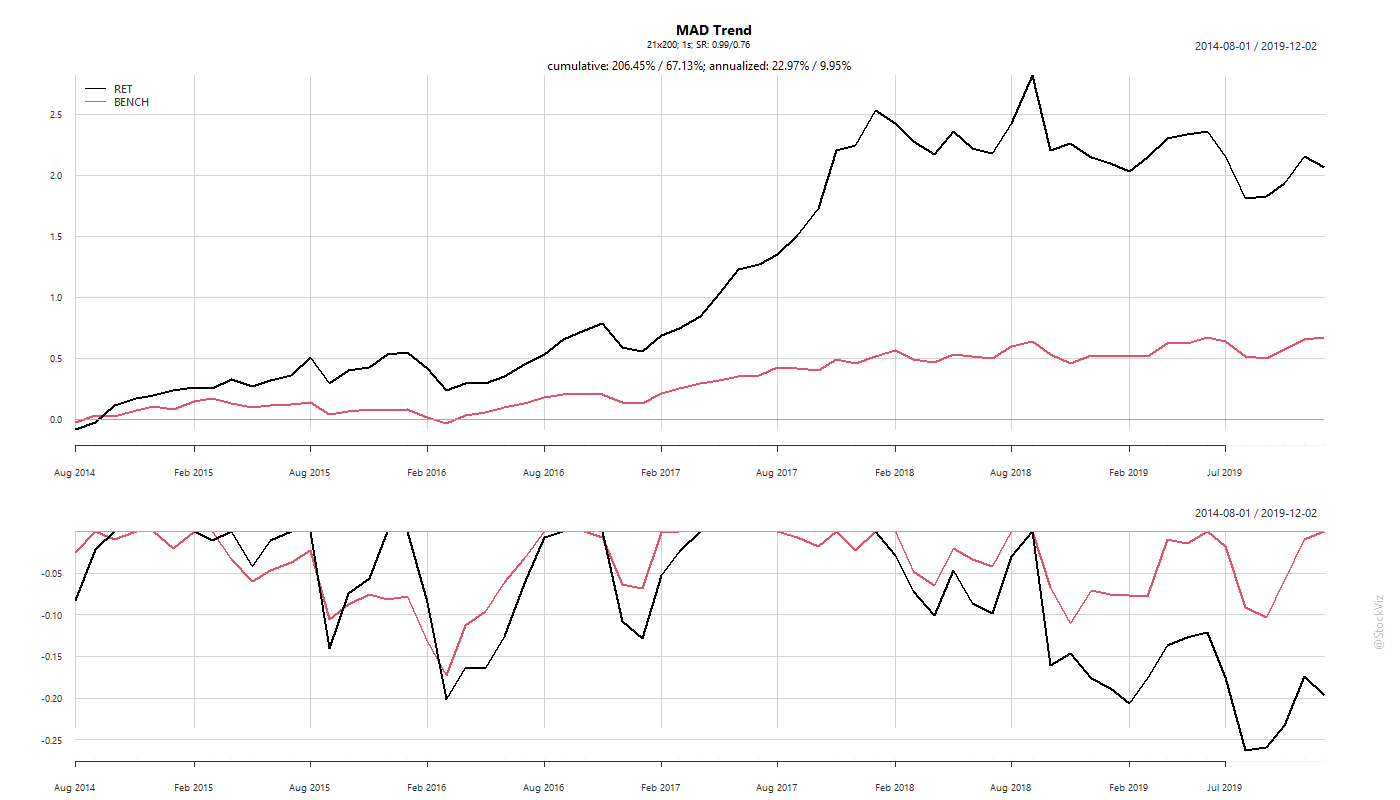 MAD Trend
21x200; 1s; SR: 0.99/0.76
2014-08-01 / 2019-12-02
cumulative: 206.45% / 67.13%; annualized: 22.97% / 9.95%
RET
BENCH
2.5
2.0
1.5
1.0
0.5
0.0
Aug 2014 Feb 2015 Aug 2015 Feb 2016 Aug 2016 Feb 2017 Aug 2017 Feb 2018 Aug 2018 Feb 2019 Jul 2019
2014-08-01 / 2019-12-02
-0.05
-0.10
-0.15
-0.20
-0.25
Aug 2014 Feb 2015 Aug 2015 Feb 2016 Aug 2016 Feb 2017 Aug 2017 Feb 2018 Aug 2018 Feb 2019 Jul 2019
@StockViz